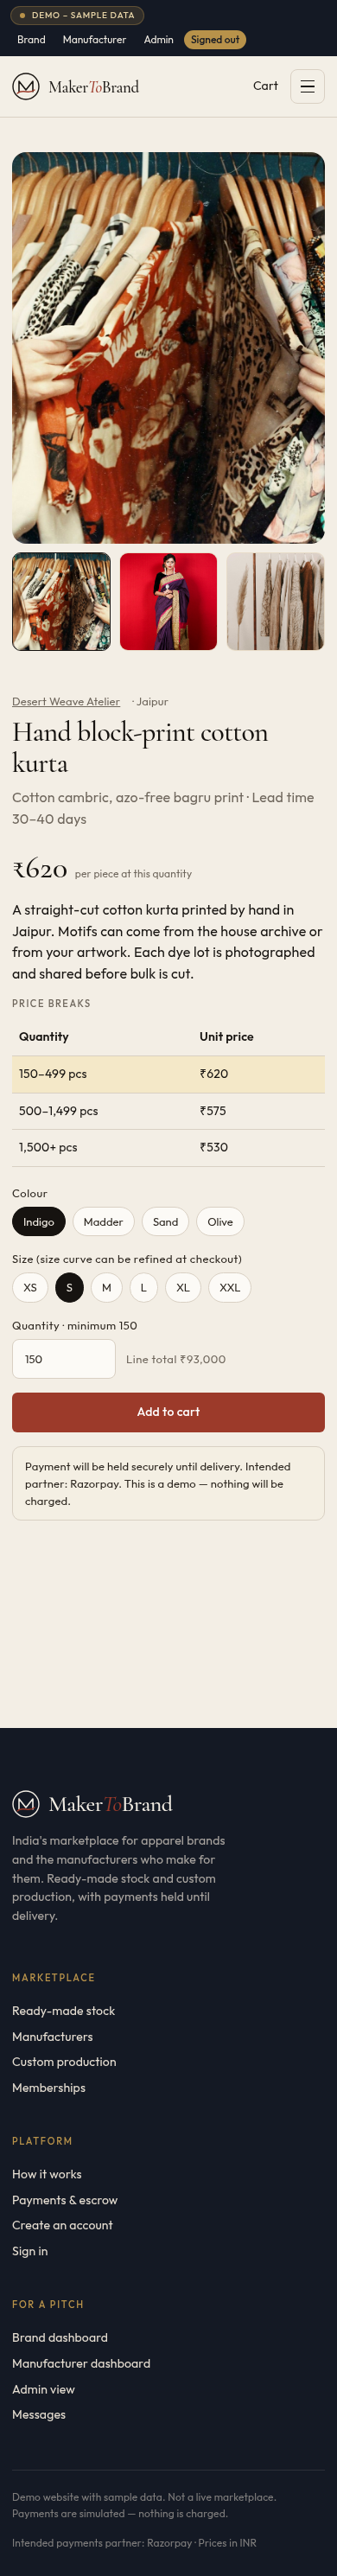 DEMO – SAMPLE DATA
Brand Manufacturer Admin Signed out
MakerToBrand Cart
Desert Weave Atelier · Jaipur
Hand block-print cotton
kurta
Cotton cambric, azo-free bagru print · Lead time
30–40 days
₹620 per piece at this quantity
A straight-cut cotton kurta printed by hand in
Jaipur. Motifs can come from the house archive or
from your artwork. Each dye lot is photographed
and shared before bulk is cut.
PRICE BREAKS
Quantity Unit price
150–499 pcs ₹620
500–1,499 pcs ₹575
1,500+ pcs ₹530
Colour
Indigo Madder Sand Olive
Size (size curve can be refined at checkout)
XS S M L XL XXL
Quantity · minimum 150
150 Line total ₹93,000
Add to cart
Payment will be held securely until delivery. Intended
partner: Razorpay. This is a demo — nothing will be
charged.
MakerToBrand
India's marketplace for apparel brands
and the manufacturers who make for
them. Ready-made stock and custom
production, with payments held until
delivery.
MARKETPLACE
Ready-made stock
Manufacturers
Custom production
Memberships
PLATFORM
How it works
Payments & escrow
Create an account
Sign in
FOR A PITCH
Brand dashboard
Manufacturer dashboard
Admin view
Messages
Demo website with sample data. Not a live marketplace.
Payments are simulated — nothing is charged.
Intended payments partner: Razorpay · Prices in INR